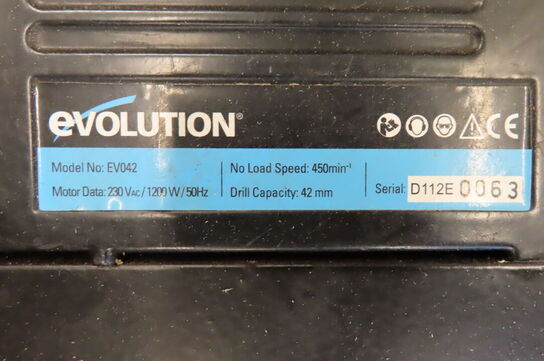 evOLUTION®
CE
Model No: EV042
Motor Data: 230 VAC / 1200 W / 50Hz
No Load Speed: 450min⁻¹
Drill Capacity: 42 mm
Serial: D112E 0063